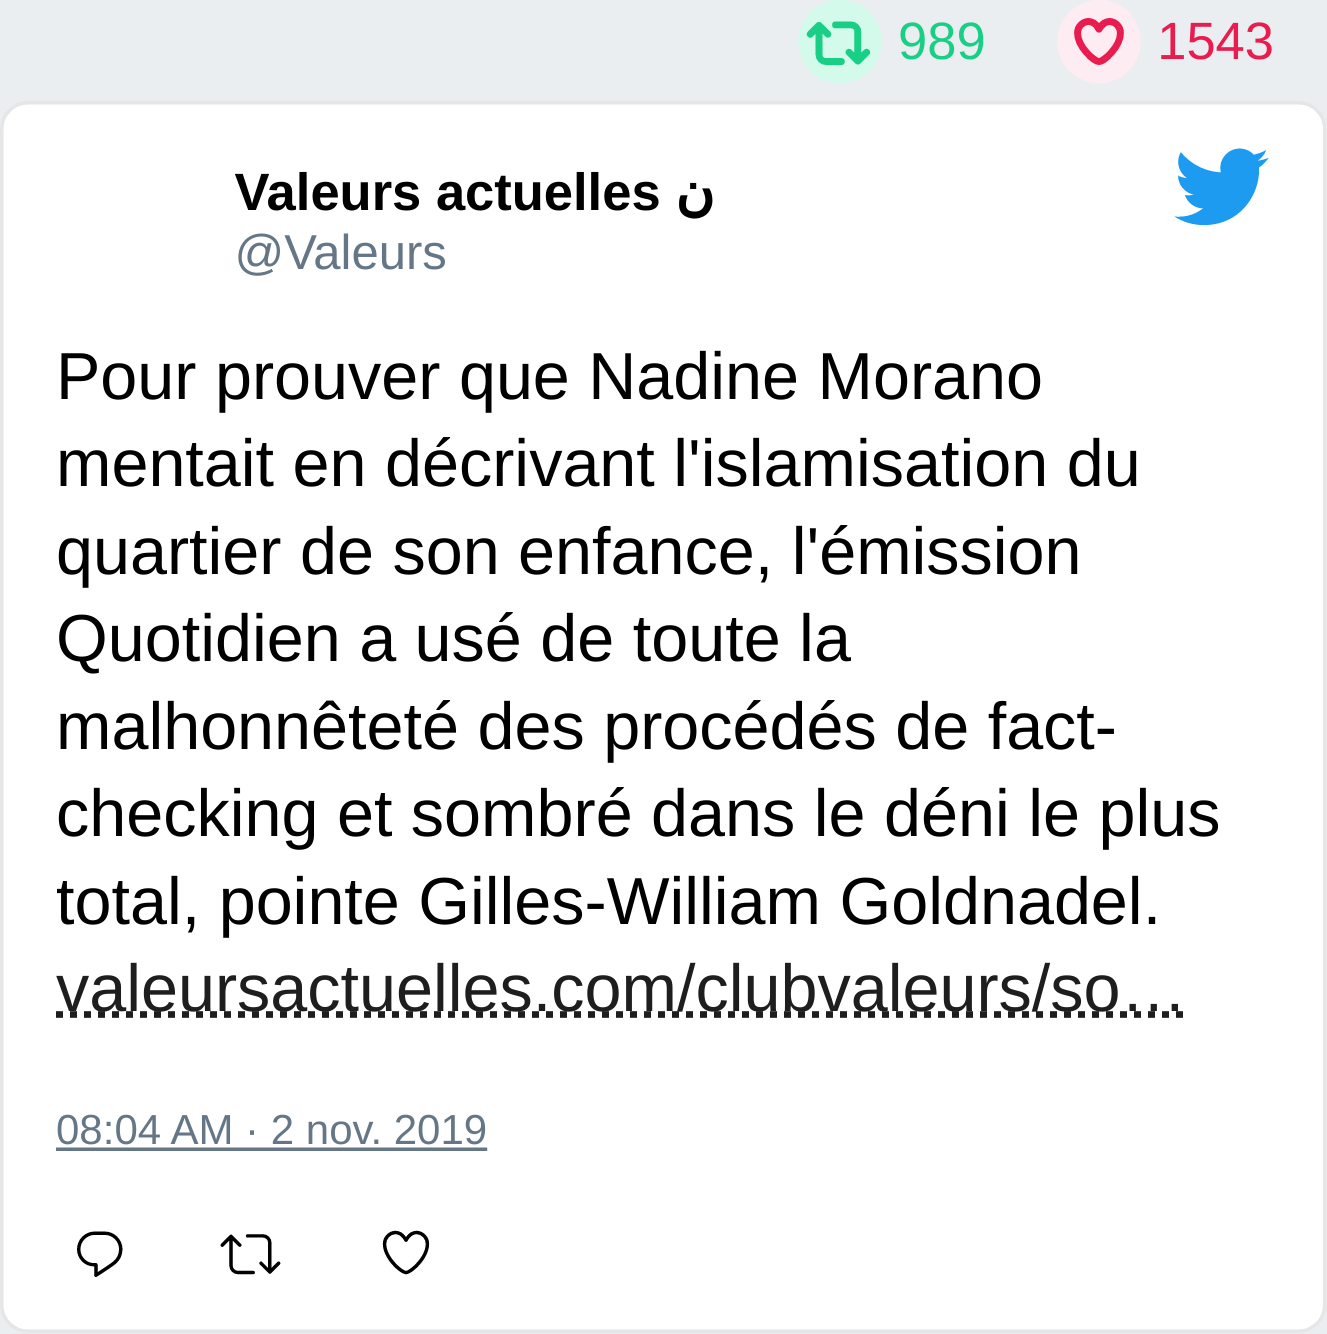 989 1543
Valeurs actuelles ن
@Valeurs
Pour prouver que Nadine Morano
mentait en décrivant l'islamisation du
quartier de son enfance, l'émission
Quotidien a usé de toute la
malhonnêteté des procédés de fact-
checking et sombré dans le déni le plus
total, pointe Gilles-William Goldnadel.
valeursactuelles.com/clubvaleurs/so…
08:04 AM · 2 nov. 2019